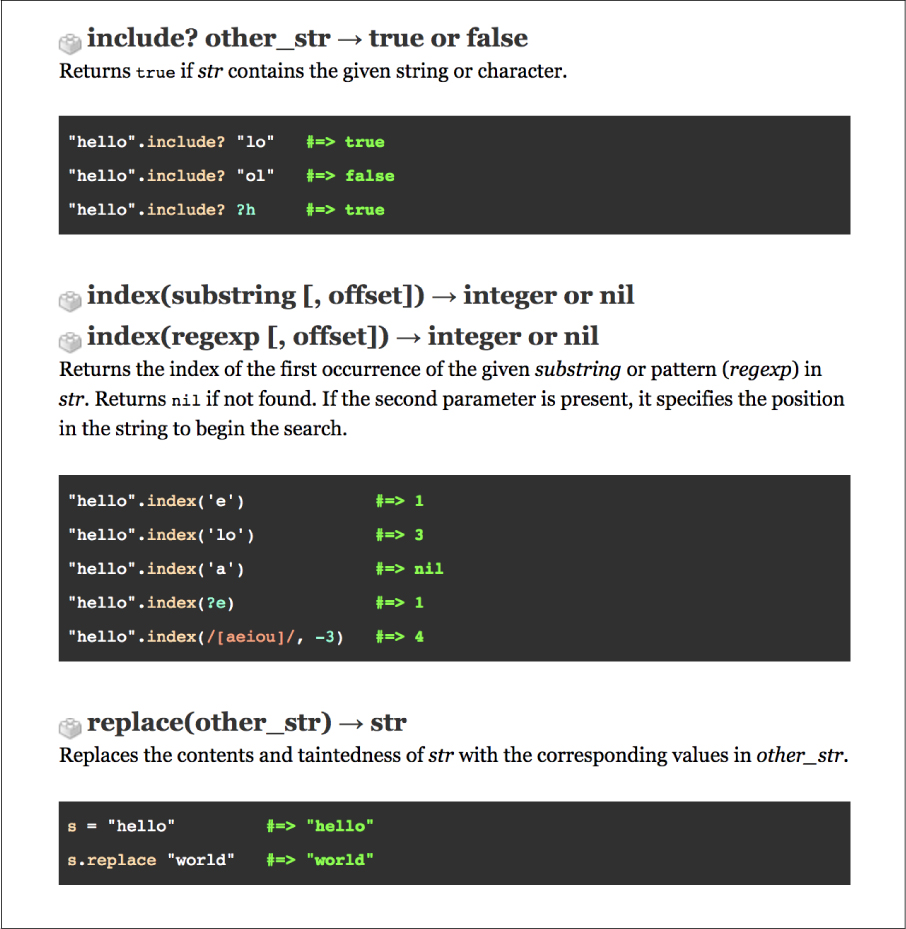 include? other_str → true or false
Returns true if str contains the given string or character.
"hello".include? "lo"   #=> true
"hello".include? "ol"   #=> false
"hello".include? ?h     #=> true
index(substring [, offset]) → integer or nil
index(regexp [, offset]) → integer or nil
Returns the index of the first occurrence of the given substring or pattern (regexp) in
str. Returns nil if not found. If the second parameter is present, it specifies the position
in the string to begin the search.
"hello".index('e')             #=> 1
"hello".index('lo')            #=> 3
"hello".index('a')             #=> nil
"hello".index(?e)              #=> 1
"hello".index(/[aeiou]/, -3)   #=> 4
replace(other_str) → str
Replaces the contents and taintedness of str with the corresponding values in other_str.
s = "hello"         #=> "hello"
s.replace "world"   #=> "world"